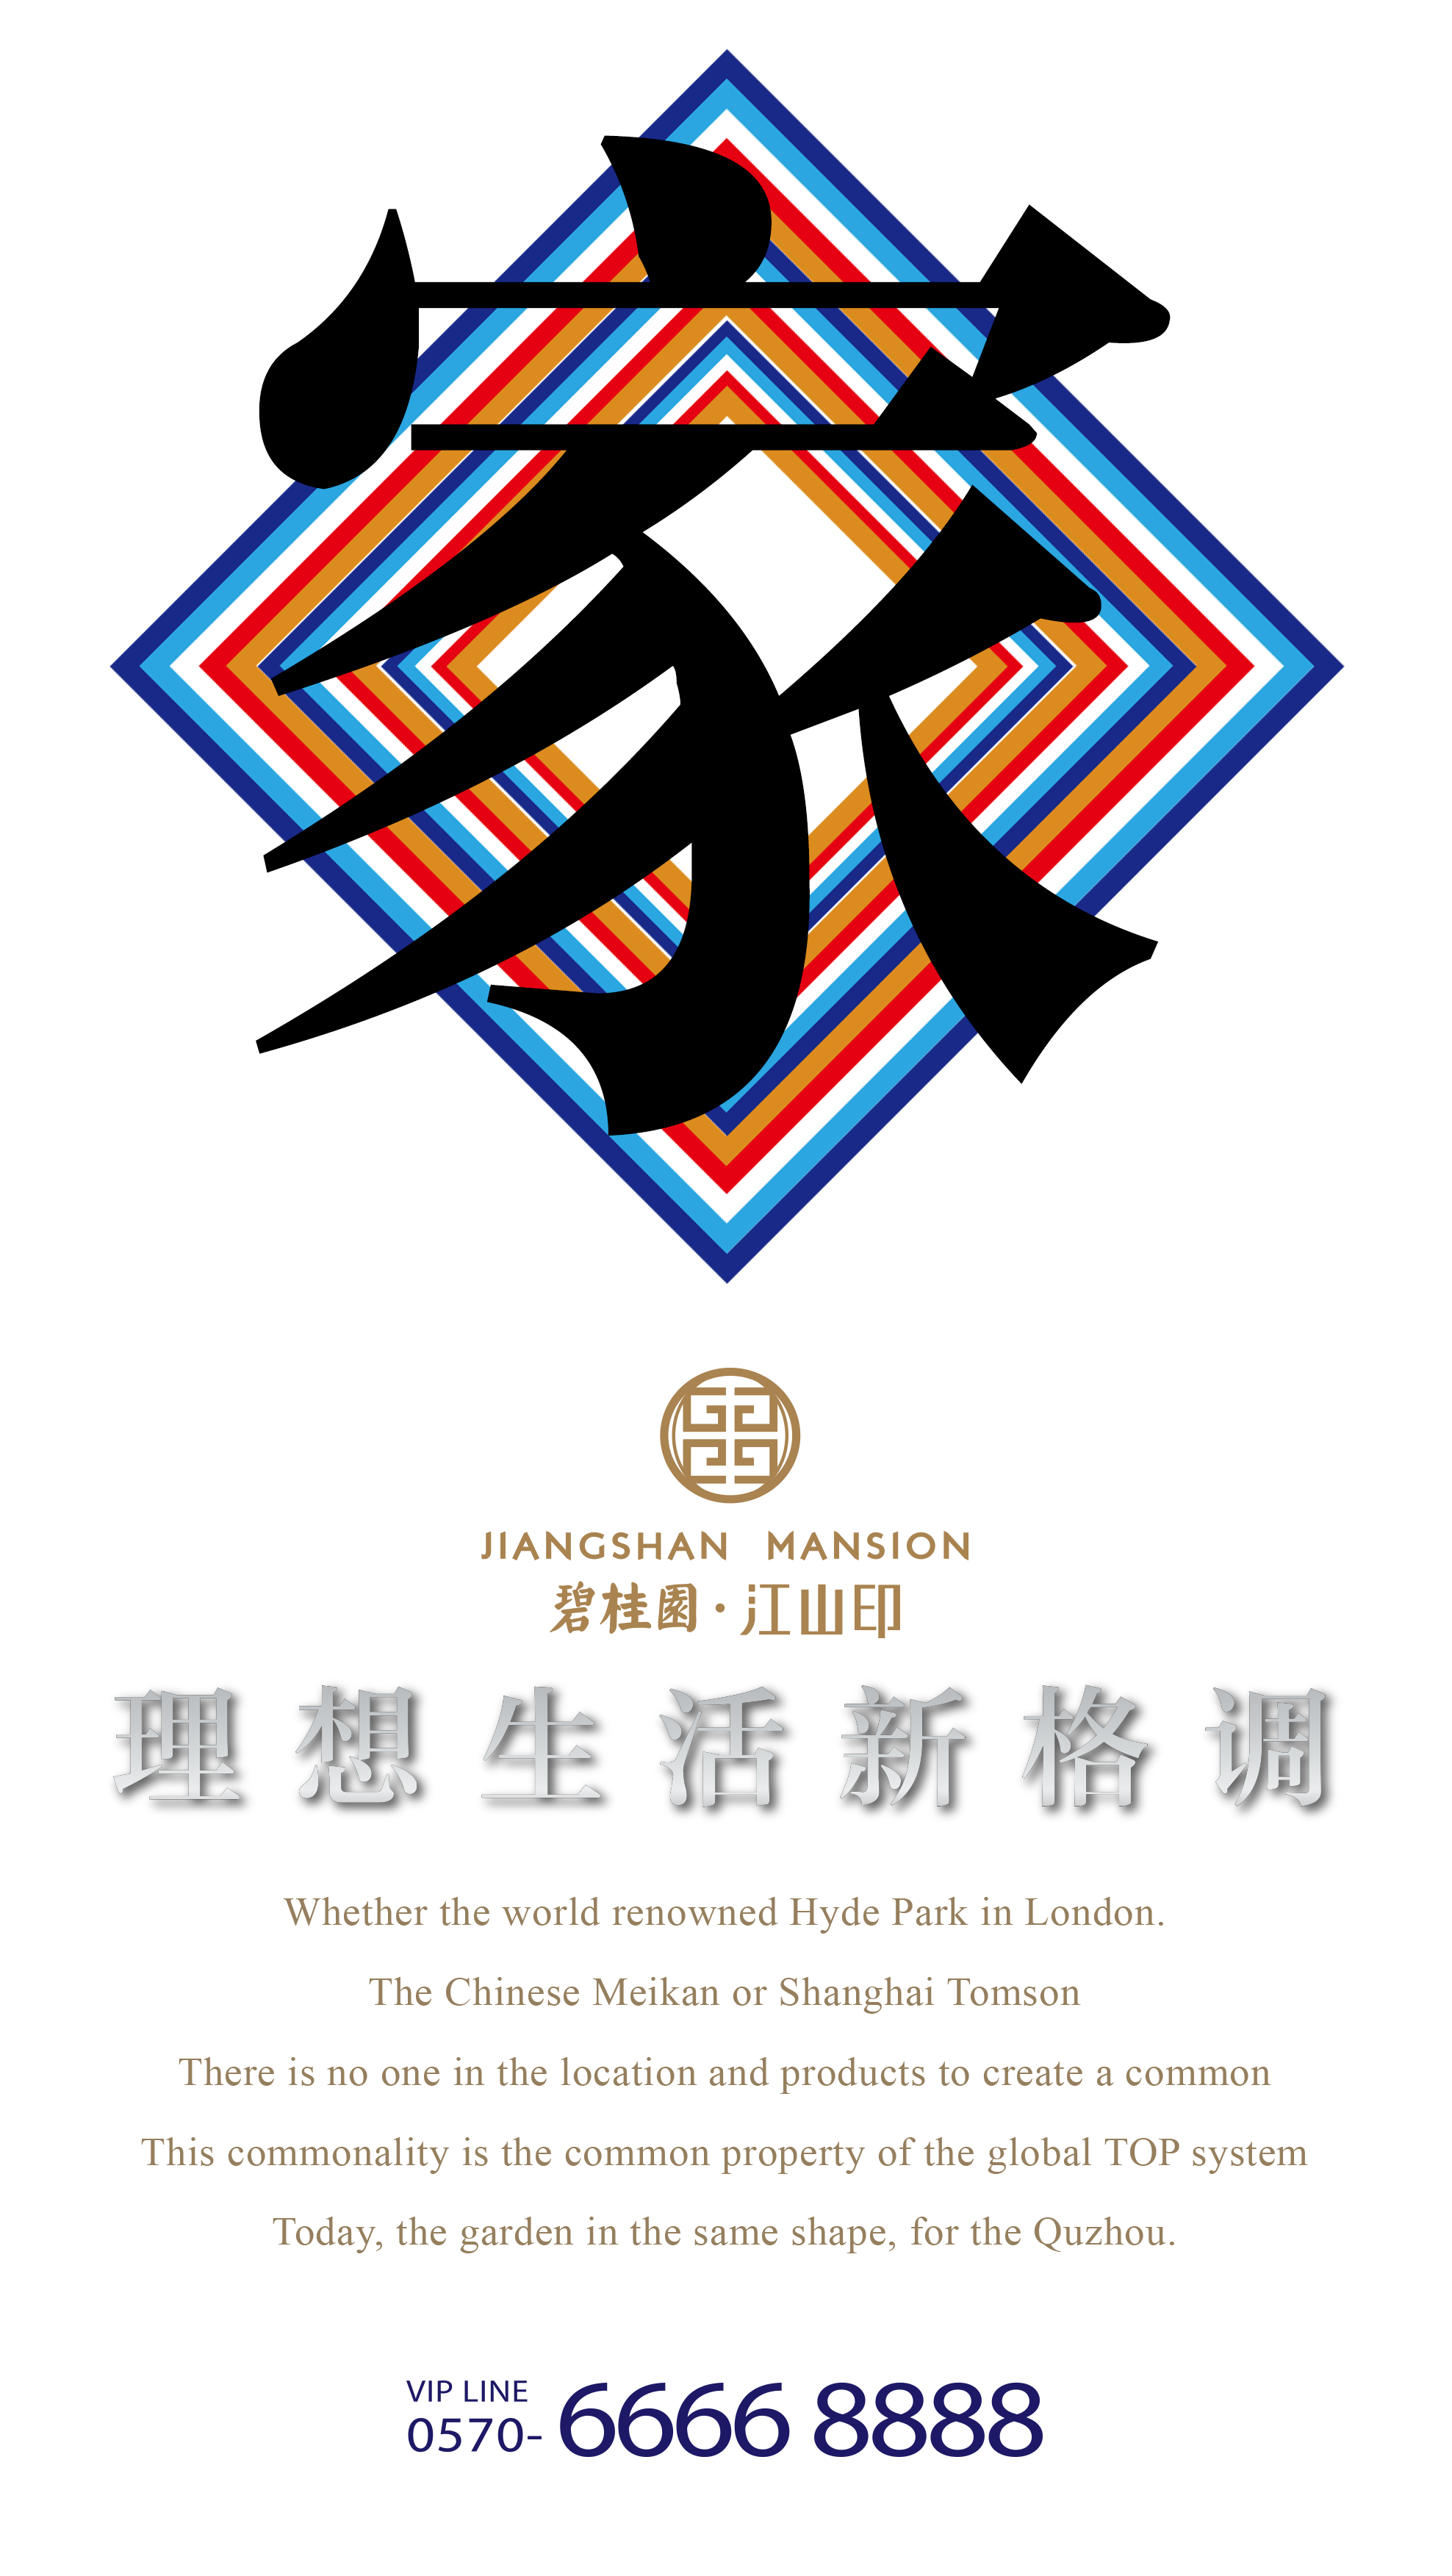 家
JIANGSHAN MANSION
碧桂園·江山印
理想生活新格调
Whether the world renowned Hyde Park in London.
The Chinese Meikan or Shanghai Tomson
There is no one in the location and products to create a common
This commonality is the common property of the global TOP system
Today, the garden in the same shape, for the Quzhou.
VIP LINE
0570- 6666 8888